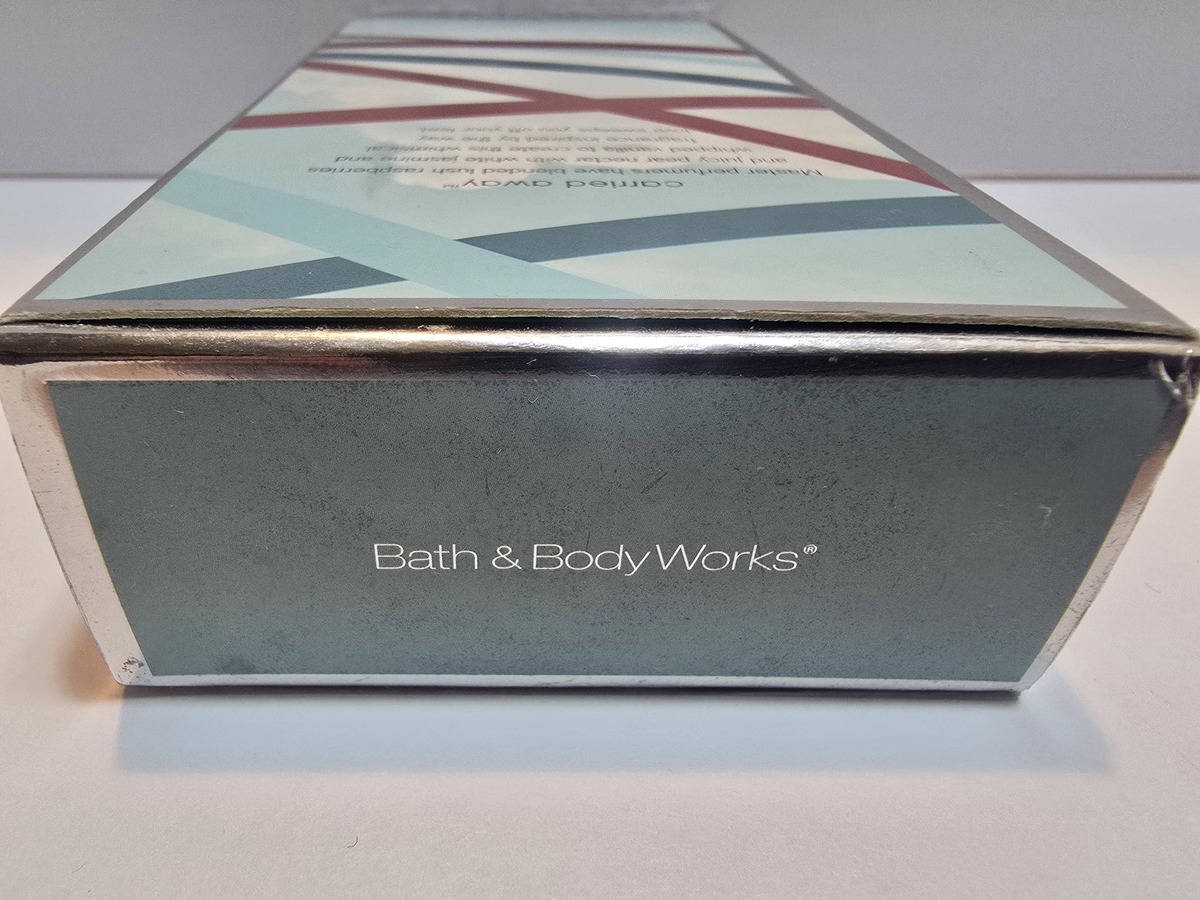 carried away™
Master perfumers have blended lush raspberries
and juicy pear nectar with white jasmine and
whipped vanilla to create this whimsical
fragrance inspired by the way
love sweeps you off your feet.
Bath & Body Works®